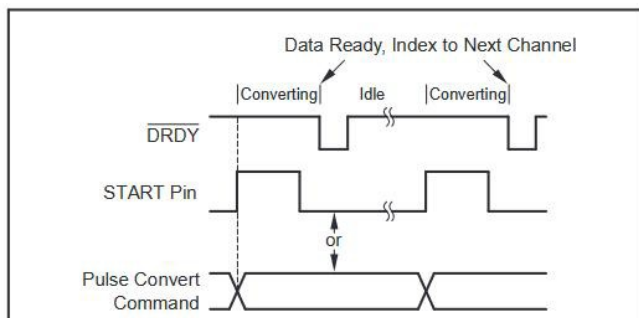 Data Ready, Index to Next Channel
Converting Idle Converting
DRDY
START Pin
or
Pulse Convert
Command